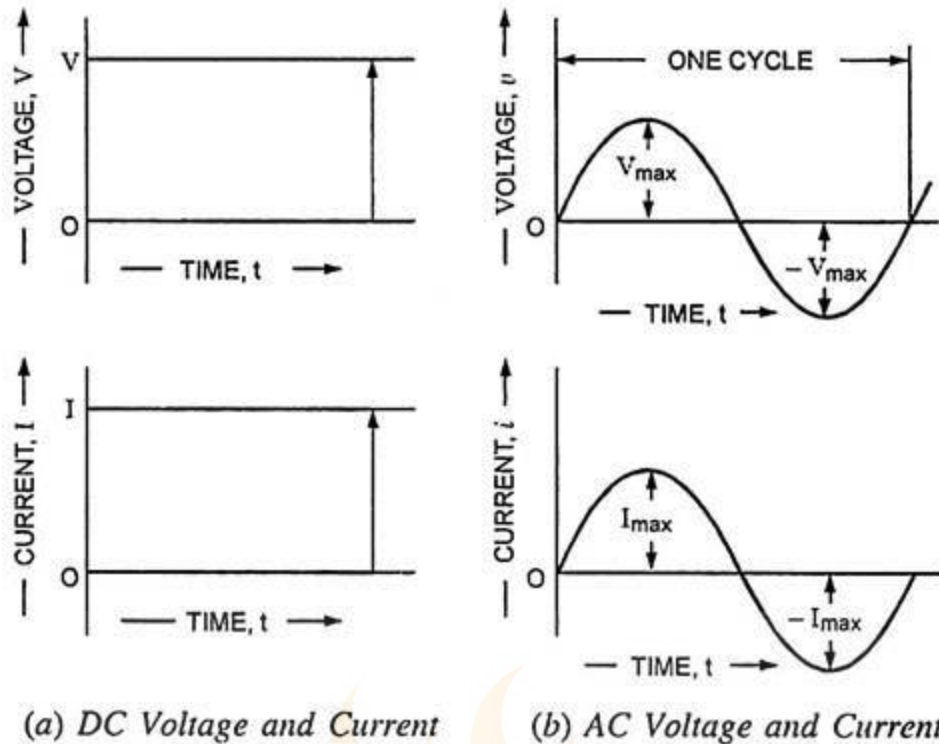 VOLTAGE, V
V
O
TIME, t
VOLTAGE, v
ONE CYCLE
Vmax
O
– Vmax
TIME, t
CURRENT, I
I
O
TIME, t
CURRENT, i
Imax
O
– Imax
TIME, t
(a) DC Voltage and Current
(b) AC Voltage and Current